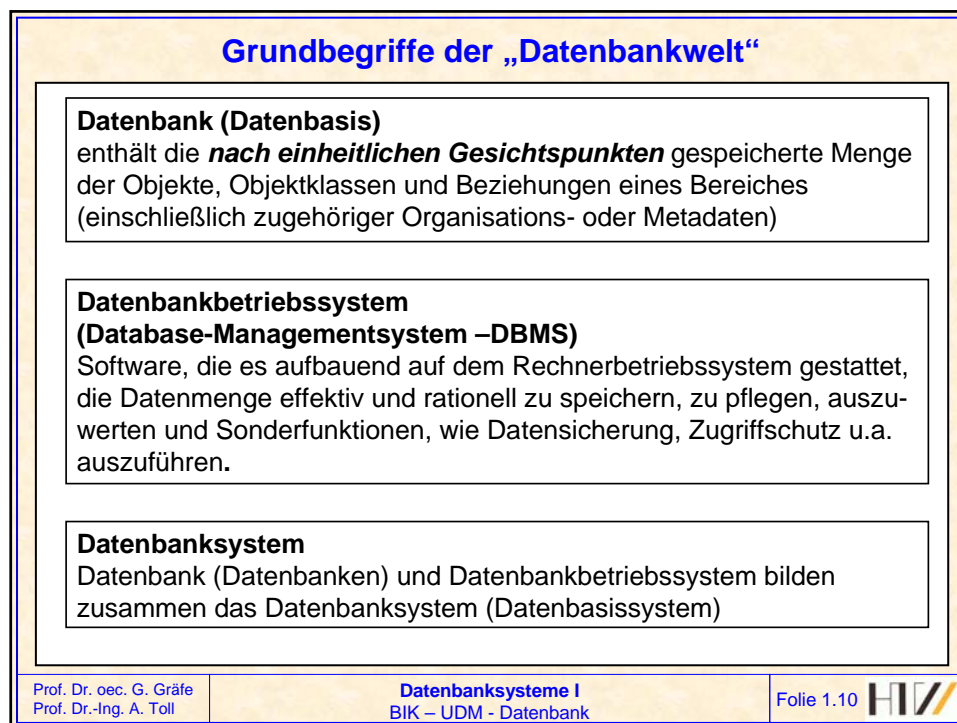 Grundbegriffe der „Datenbankwelt“
Datenbank (Datenbasis)
enthält die nach einheitlichen Gesichtspunkten gespeicherte Menge
der Objekte, Objektklassen und Beziehungen eines Bereiches
(einschließlich zugehöriger Organisations- oder Metadaten)
Datenbankbetriebssystem
(Database-Managementsystem –DBMS)
Software, die es aufbauend auf dem Rechnerbetriebssystem gestattet,
die Datenmenge effektiv und rationell zu speichern, zu pflegen, auszu-
werten und Sonderfunktionen, wie Datensicherung, Zugriffschutz u.a.
auszuführen.
Datenbanksystem
Datenbank (Datenbanken) und Datenbankbetriebssystem bilden
zusammen das Datenbanksystem (Datenbasissystem)
Prof. Dr. oec. G. Gräfe
Prof. Dr.-Ing. A. Toll
Datenbanksysteme I
BIK – UDM - Datenbank
Folie 1.10
HTW